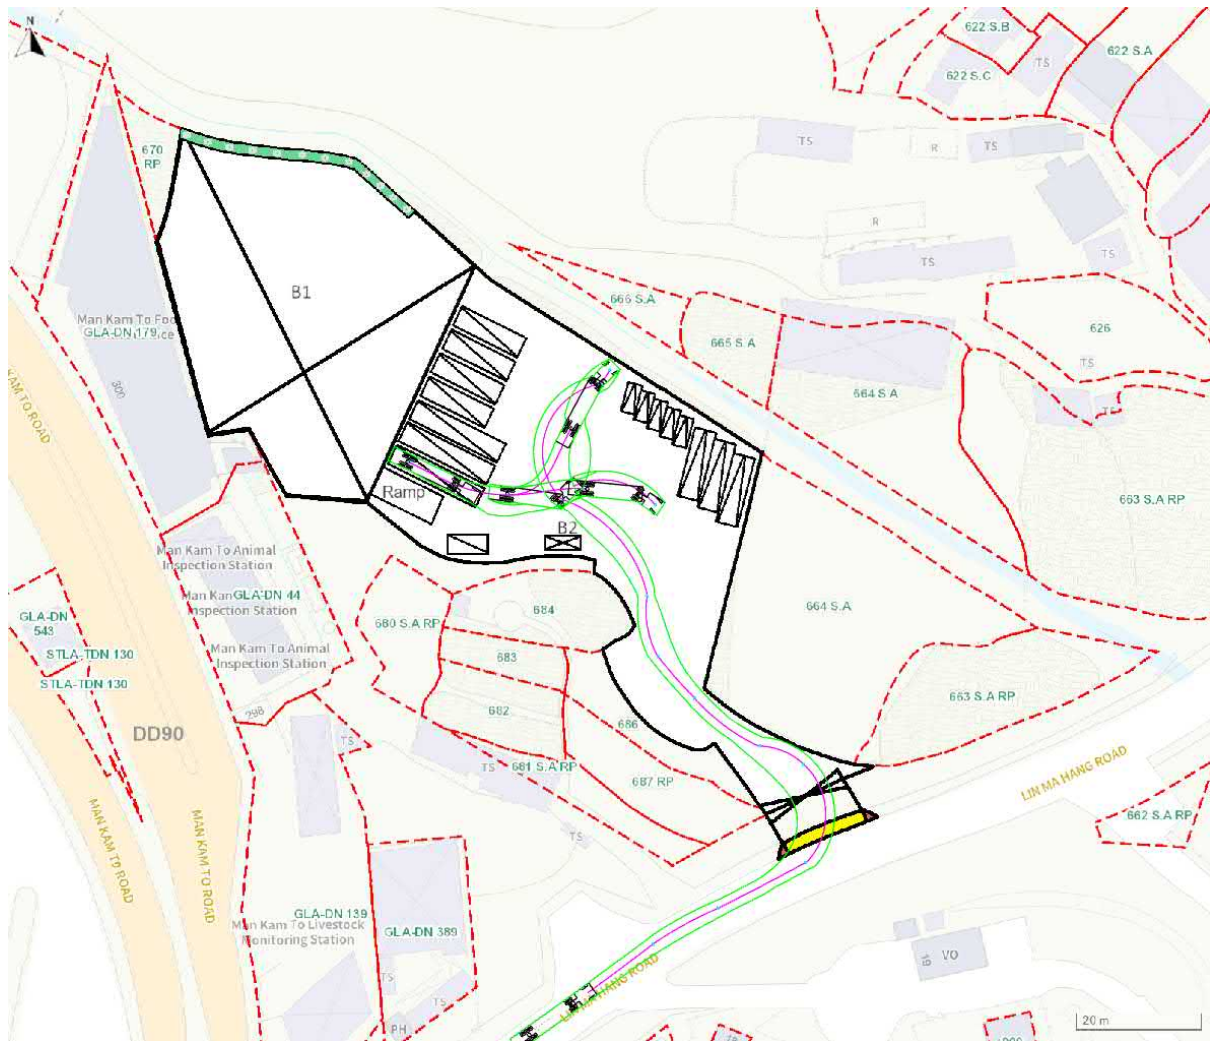 N
622 S.B
622 S.A
TS
622 S.C
670
RP
TS
R
TS
R
TS
TS
B1
666 S.A
626
665 S.A
TS
664 S.A
TS
Man Kam To Foo
GLA-DN 179
300
KAM TO ROAD
Ramp
B2
663 S.A RP
Man Kam To Animal
Inspection Station
Man Kam
GLA-DN 44
Inspection Station
684
664 S.A
GLA-DN
543
680 S.A RP
STLA-TDN 130
Man Kam To Animal
Inspection Station
683
STLA-TDN 130
663 S.A RP
682
298
686
DD90
TS
TS
681 S.A RP
687 RP
LIN MA HANG ROAD
MAN KAM TO ROAD
MAN KAM TO ROAD
662 S.A RP
TS
GLA-DN 139
Man Kam To Livestock
Monitoring Station
GLA-DN 389
VO
19
TS
LIN MA HANG ROAD
TS
PH
20 m